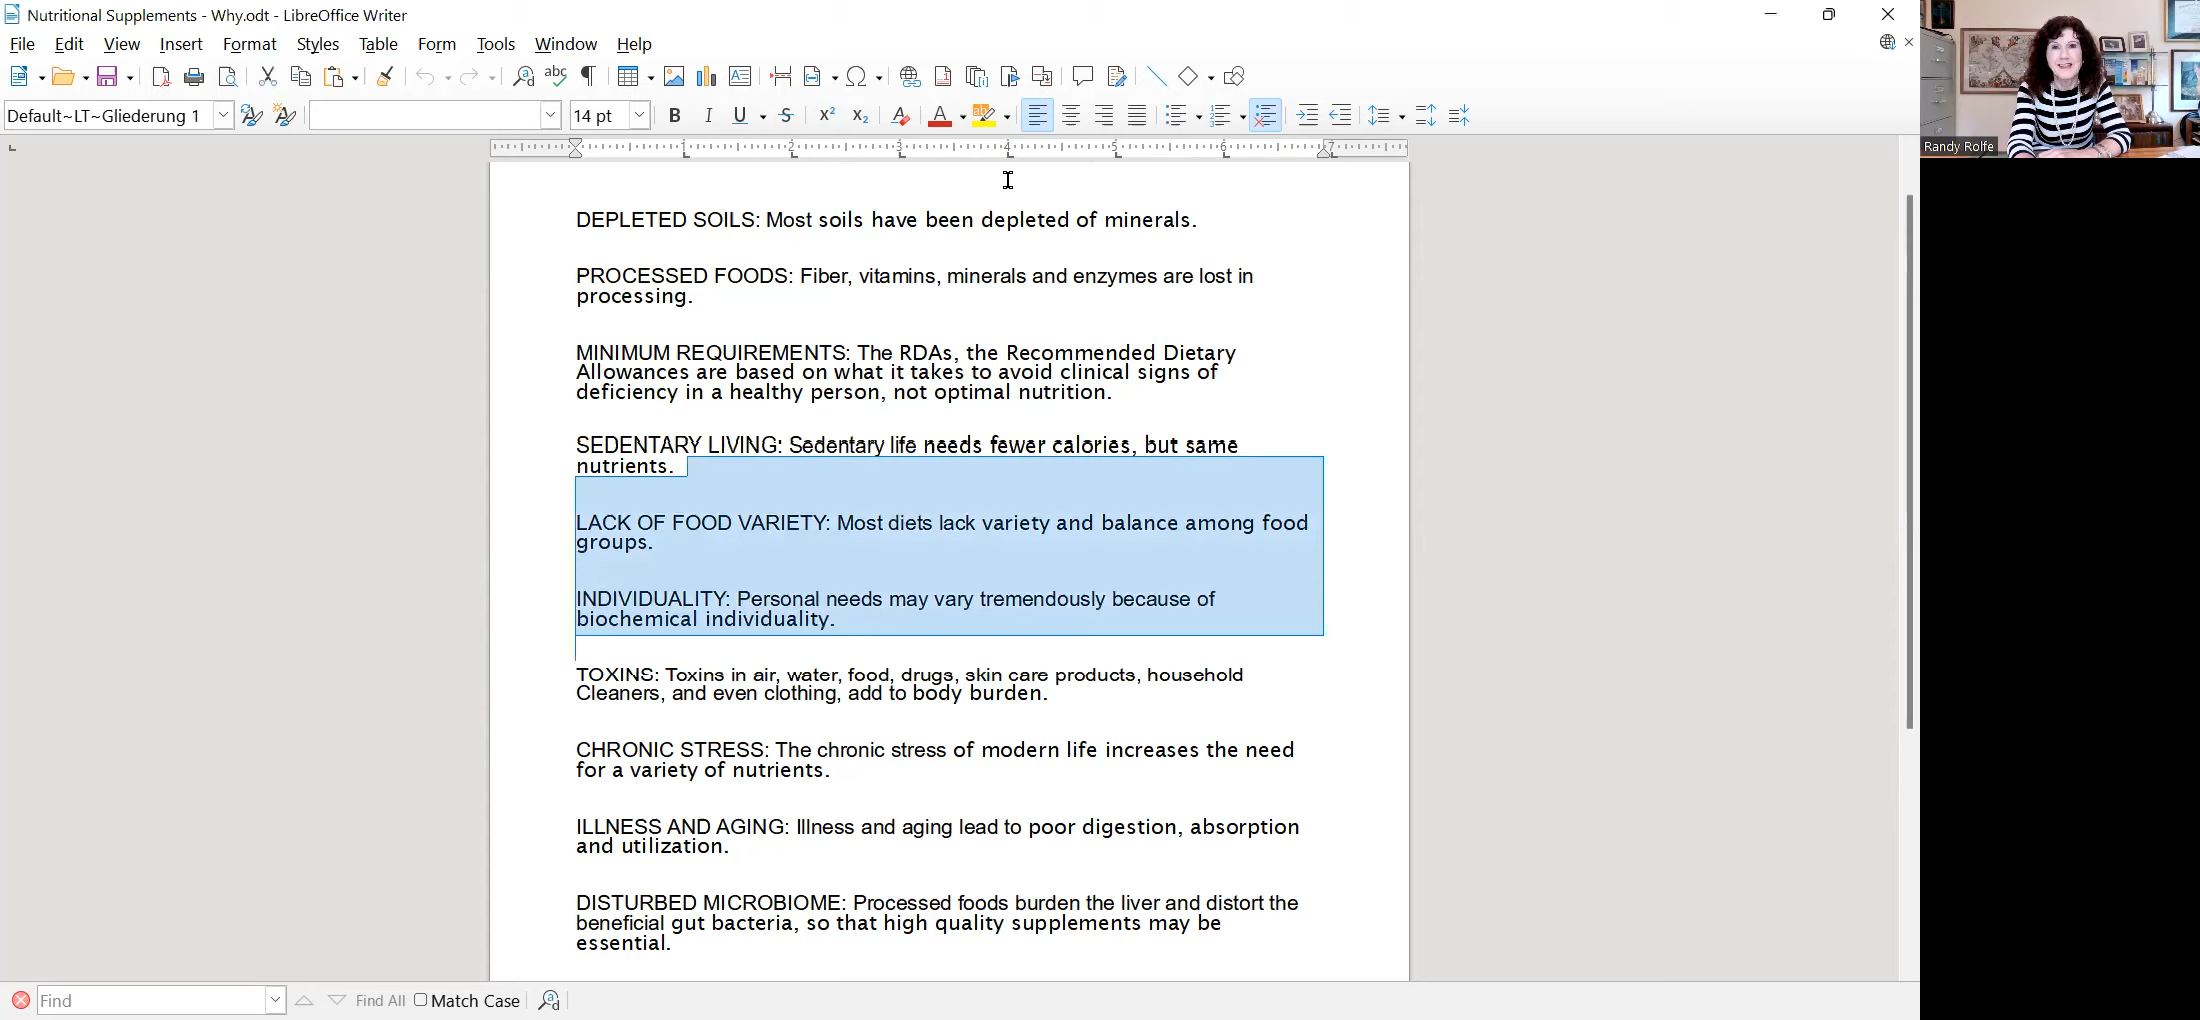 Nutritional Supplements - Why.odt - LibreOffice Writer
File Edit View Insert Format Styles Table Form Tools Window Help
Default~LT~Gliederung 1
14 pt
1 2 3 4 5 6 7
DEPLETED SOILS: Most soils have been depleted of minerals.
PROCESSED FOODS: Fiber, vitamins, minerals and enzymes are lost in
processing.
MINIMUM REQUIREMENTS: The RDAs, the Recommended Dietary
Allowances are based on what it takes to avoid clinical signs of
deficiency in a healthy person, not optimal nutrition.
SEDENTARY LIVING: Sedentary life needs fewer calories, but same
nutrients.
LACK OF FOOD VARIETY: Most diets lack variety and balance among food
groups.
INDIVIDUALITY: Personal needs may vary tremendously because of
biochemical individuality.
TOXINS: Toxins in air, water, food, drugs, skin care products, household
Cleaners, and even clothing, add to body burden.
CHRONIC STRESS: The chronic stress of modern life increases the need
for a variety of nutrients.
ILLNESS AND AGING: Illness and aging lead to poor digestion, absorption
and utilization.
DISTURBED MICROBIOME: Processed foods burden the liver and distort the
beneficial gut bacteria, so that high quality supplements may be
essential.
Find
Find All
Match Case
Randy Rolfe